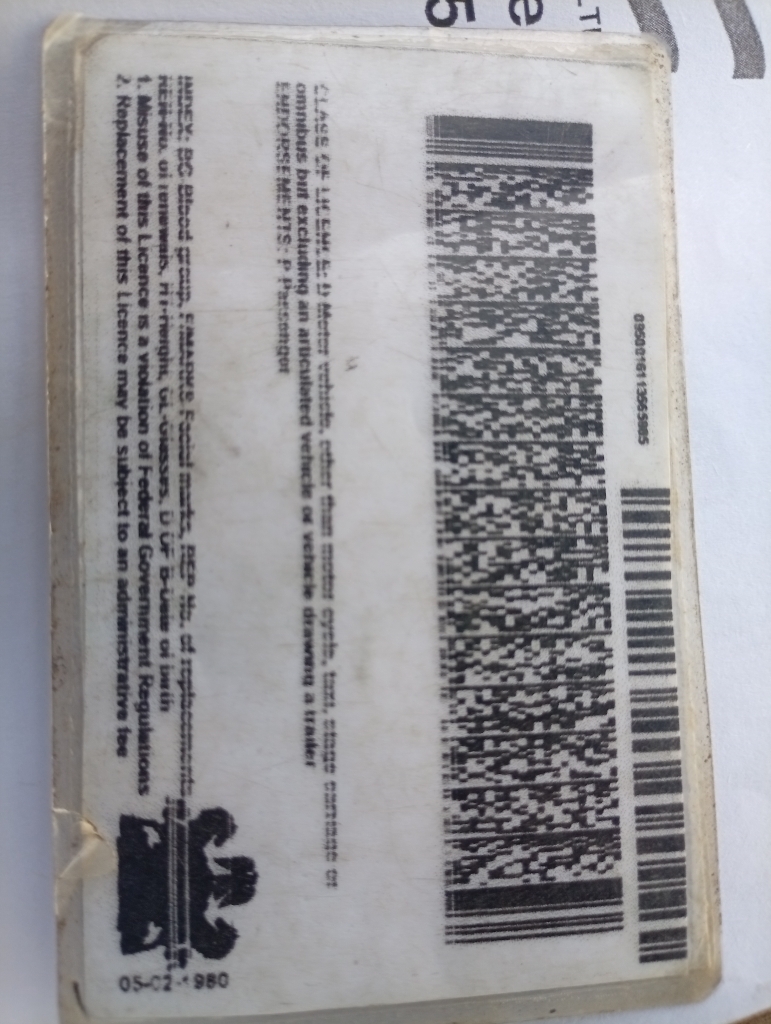 CLASS OF LICENCE: D Motor vehicle, other than motor cycle, taxi, stage carriage or
omnibus but excluding an articulated vehicle or vehicle drawing a trailer
ENDORSEMENTS: P Passenger
INDEX: BG-Blood group, FMARKS-Facial marks, REP-No. of replacements
REN-No. of renewals, HT-Height, GL-Glasses, D OF B-Date of birth
1. Misuse of this Licence is a violation of Federal Government Regulations
2. Replacement of this Licence may be subject to an administrative fee
05-02-1980